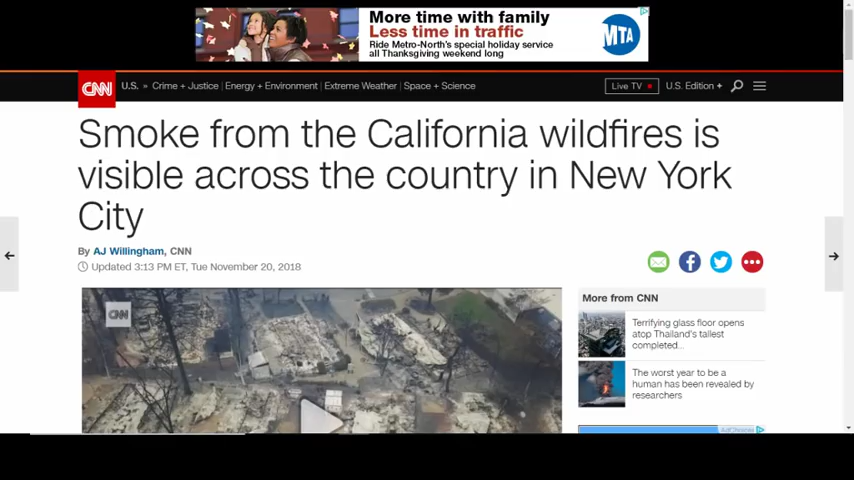 More time with family
Less time in traffic
Ride Metro-North's special holiday service
all Thanksgiving weekend long
MTA
CNN
U.S. » Crime + Justice | Energy + Environment | Extreme Weather | Space + Science
Live TV
U.S. Edition +
Smoke from the California wildfires is
visible across the country in New York
City
By AJ Willingham, CNN
Updated 3:13 PM ET, Tue November 20, 2018
CNN
More from CNN
Terrifying glass floor opens
atop Thailand's tallest
completed...
The worst year to be a
human has been revealed by
researchers
AdChoices